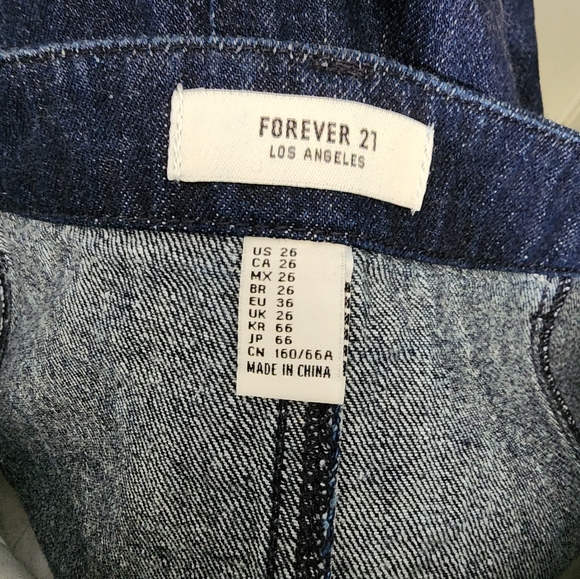 FOREVER 21
LOS ANGELES
US 26
CA 26
MX 26
BR 26
EU 36
UK 26
KR 66
JP 66
CN 160/66A
MADE IN CHINA